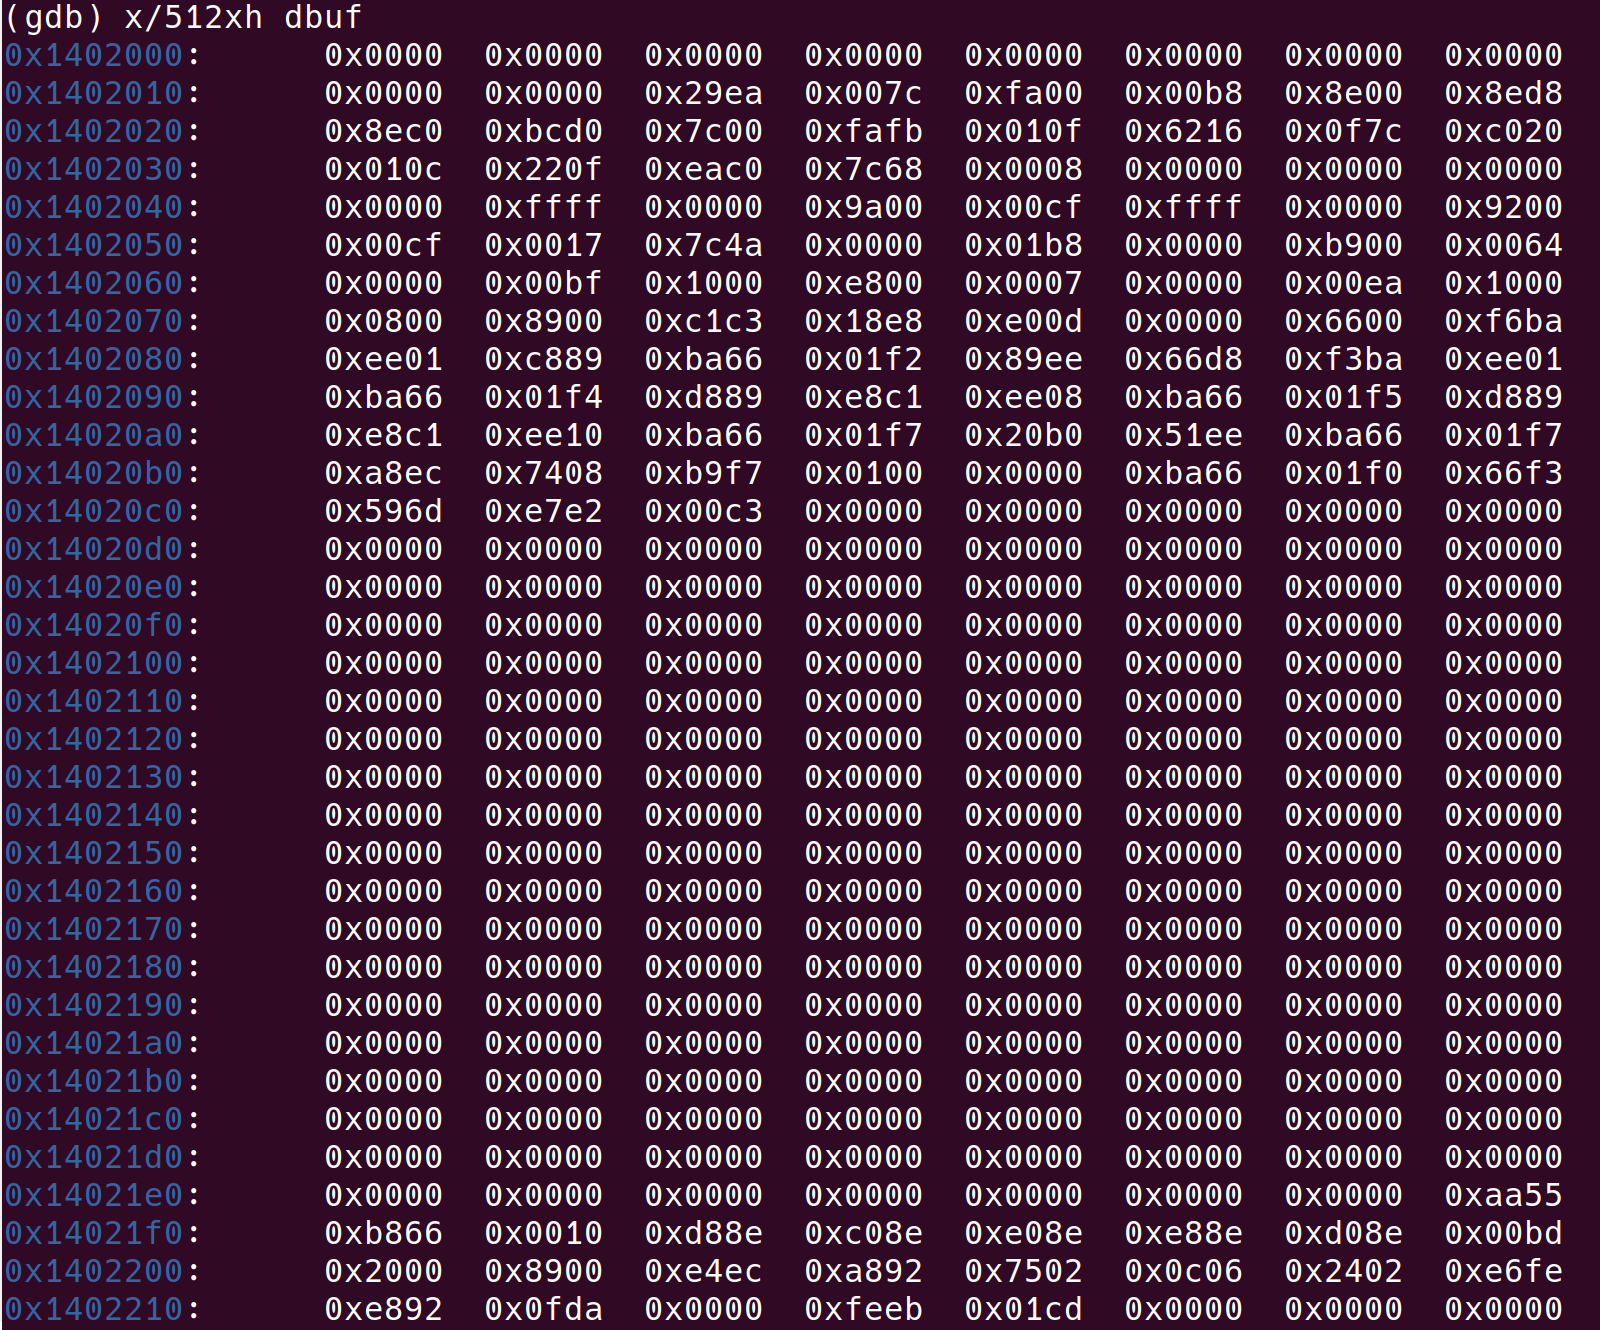 (gdb) x/512xh dbuf
0x1402000: 0x0000 0x0000 0x0000 0x0000 0x0000 0x0000 0x0000 0x0000
0x1402010: 0x0000 0x0000 0x29ea 0x007c 0xfa00 0x00b8 0x8e00 0x8ed8
0x1402020: 0x8ec0 0xbcd0 0x7c00 0xfafb 0x010f 0x6216 0x0f7c 0xc020
0x1402030: 0x010c 0x220f 0xeac0 0x7c68 0x0008 0x0000 0x0000 0x0000
0x1402040: 0x0000 0xffff 0x0000 0x9a00 0x00cf 0xffff 0x0000 0x9200
0x1402050: 0x00cf 0x0017 0x7c4a 0x0000 0x01b8 0x0000 0xb900 0x0064
0x1402060: 0x0000 0x00bf 0x1000 0xe800 0x0007 0x0000 0x00ea 0x1000
0x1402070: 0x0800 0x8900 0xc1c3 0x18e8 0xe00d 0x0000 0x6600 0xf6ba
0x1402080: 0xee01 0xc889 0xba66 0x01f2 0x89ee 0x66d8 0xf3ba 0xee01
0x1402090: 0xba66 0x01f4 0xd889 0xe8c1 0xee08 0xba66 0x01f5 0xd889
0x14020a0: 0xe8c1 0xee10 0xba66 0x01f7 0x20b0 0x51ee 0xba66 0x01f7
0x14020b0: 0xa8ec 0x7408 0xb9f7 0x0100 0x0000 0xba66 0x01f0 0x66f3
0x14020c0: 0x596d 0xe7e2 0x00c3 0x0000 0x0000 0x0000 0x0000 0x0000
0x14020d0: 0x0000 0x0000 0x0000 0x0000 0x0000 0x0000 0x0000 0x0000
0x14020e0: 0x0000 0x0000 0x0000 0x0000 0x0000 0x0000 0x0000 0x0000
0x14020f0: 0x0000 0x0000 0x0000 0x0000 0x0000 0x0000 0x0000 0x0000
0x1402100: 0x0000 0x0000 0x0000 0x0000 0x0000 0x0000 0x0000 0x0000
0x1402110: 0x0000 0x0000 0x0000 0x0000 0x0000 0x0000 0x0000 0x0000
0x1402120: 0x0000 0x0000 0x0000 0x0000 0x0000 0x0000 0x0000 0x0000
0x1402130: 0x0000 0x0000 0x0000 0x0000 0x0000 0x0000 0x0000 0x0000
0x1402140: 0x0000 0x0000 0x0000 0x0000 0x0000 0x0000 0x0000 0x0000
0x1402150: 0x0000 0x0000 0x0000 0x0000 0x0000 0x0000 0x0000 0x0000
0x1402160: 0x0000 0x0000 0x0000 0x0000 0x0000 0x0000 0x0000 0x0000
0x1402170: 0x0000 0x0000 0x0000 0x0000 0x0000 0x0000 0x0000 0x0000
0x1402180: 0x0000 0x0000 0x0000 0x0000 0x0000 0x0000 0x0000 0x0000
0x1402190: 0x0000 0x0000 0x0000 0x0000 0x0000 0x0000 0x0000 0x0000
0x14021a0: 0x0000 0x0000 0x0000 0x0000 0x0000 0x0000 0x0000 0x0000
0x14021b0: 0x0000 0x0000 0x0000 0x0000 0x0000 0x0000 0x0000 0x0000
0x14021c0: 0x0000 0x0000 0x0000 0x0000 0x0000 0x0000 0x0000 0x0000
0x14021d0: 0x0000 0x0000 0x0000 0x0000 0x0000 0x0000 0x0000 0x0000
0x14021e0: 0x0000 0x0000 0x0000 0x0000 0x0000 0x0000 0x0000 0xaa55
0x14021f0: 0xb866 0x0010 0xd88e 0xc08e 0xe08e 0xe88e 0xd08e 0x00bd
0x1402200: 0x2000 0x8900 0xe4ec 0xa892 0x7502 0x0c06 0x2402 0xe6fe
0x1402210: 0xe892 0x0fda 0x0000 0xfeeb 0x01cd 0x0000 0x0000 0x0000